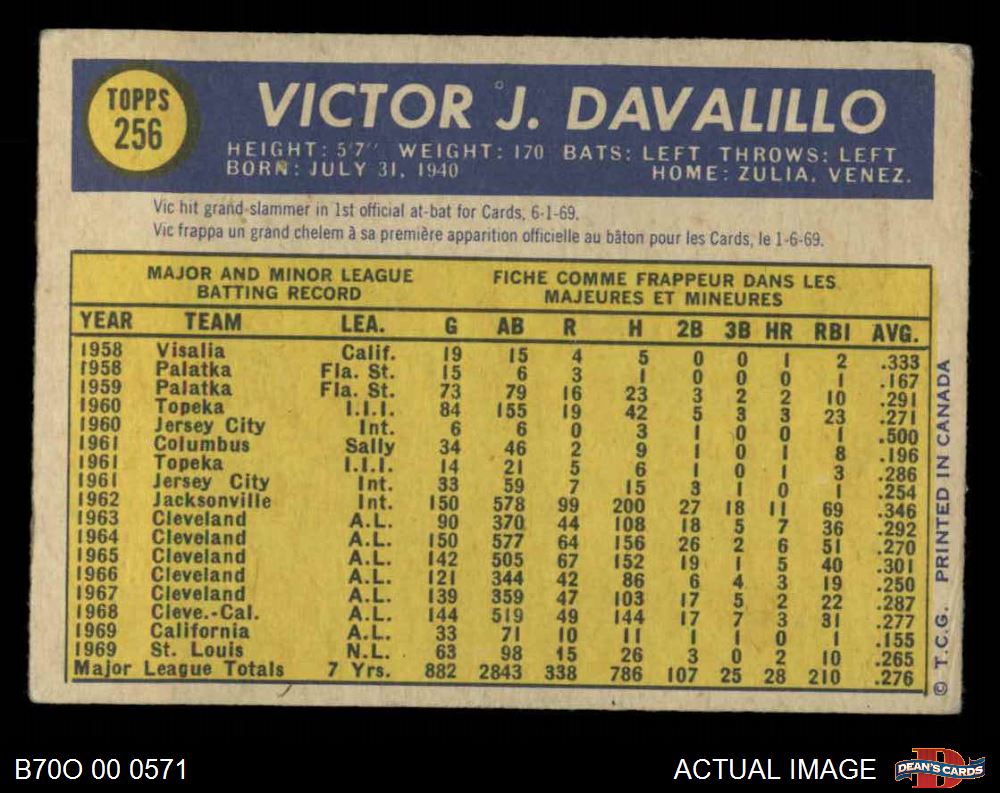 TOPPS
256
VICTOR J. DAVALILLO
HEIGHT: 5'7" WEIGHT: 170 BATS: LEFT THROWS: LEFT
BORN: JULY 31, 1940 HOME: ZULIA, VENEZ.
Vic hit grand-slammer in 1st official at-bat for Cards, 6-1-69.
Vic frappa un grand chelem à sa première apparition officielle au bâton pour les Cards, le 1-6-69.
MAJOR AND MINOR LEAGUE
BATTING RECORD
FICHE COMME FRAPPEUR DANS LES
MAJEURES ET MINEURES
YEAR TEAM LEA. G AB R H 2B 3B HR RBI AVG.
1958 Visalia Calif. 19 15 4 5 0 0 1 2 .333
1958 Palatka Fla. St. 15 6 3 1 0 0 0 1 .167
1959 Palatka Fla. St. 73 79 16 23 3 2 2 10 .291
1960 Topeka I.I.I. 84 155 19 42 5 3 3 23 .271
1960 Jersey City Int. 6 6 0 3 1 0 0 1 .500
1961 Columbus Sally 34 46 2 9 1 0 1 8 .196
1961 Topeka I.I.I. 14 21 5 6 1 0 1 3 .286
1961 Jersey City Int. 33 59 7 15 3 1 0 1 .254
1962 Jacksonville Int. 150 578 99 200 27 18 11 69 .346
1963 Cleveland A.L. 90 370 44 108 18 5 7 36 .292
1964 Cleveland A.L. 150 577 64 156 26 2 6 51 .270
1965 Cleveland A.L. 142 505 67 152 19 1 5 40 .301
1966 Cleveland A.L. 121 344 42 86 6 4 3 19 .250
1967 Cleveland A.L. 139 359 47 103 17 5 2 22 .287
1968 Cleve.-Cal. A.L. 144 519 49 144 17 7 3 31 .277
1969 California A.L. 33 71 10 11 1 1 0 1 .155
1969 St. Louis N.L. 63 98 15 26 3 0 2 10 .265
Major League Totals 7 Yrs. 882 2843 338 786 107 25 28 210 .276
© T.C.G. PRINTED IN CANADA
B70O 00 0571
ACTUAL IMAGE
DEAN'S CARDS